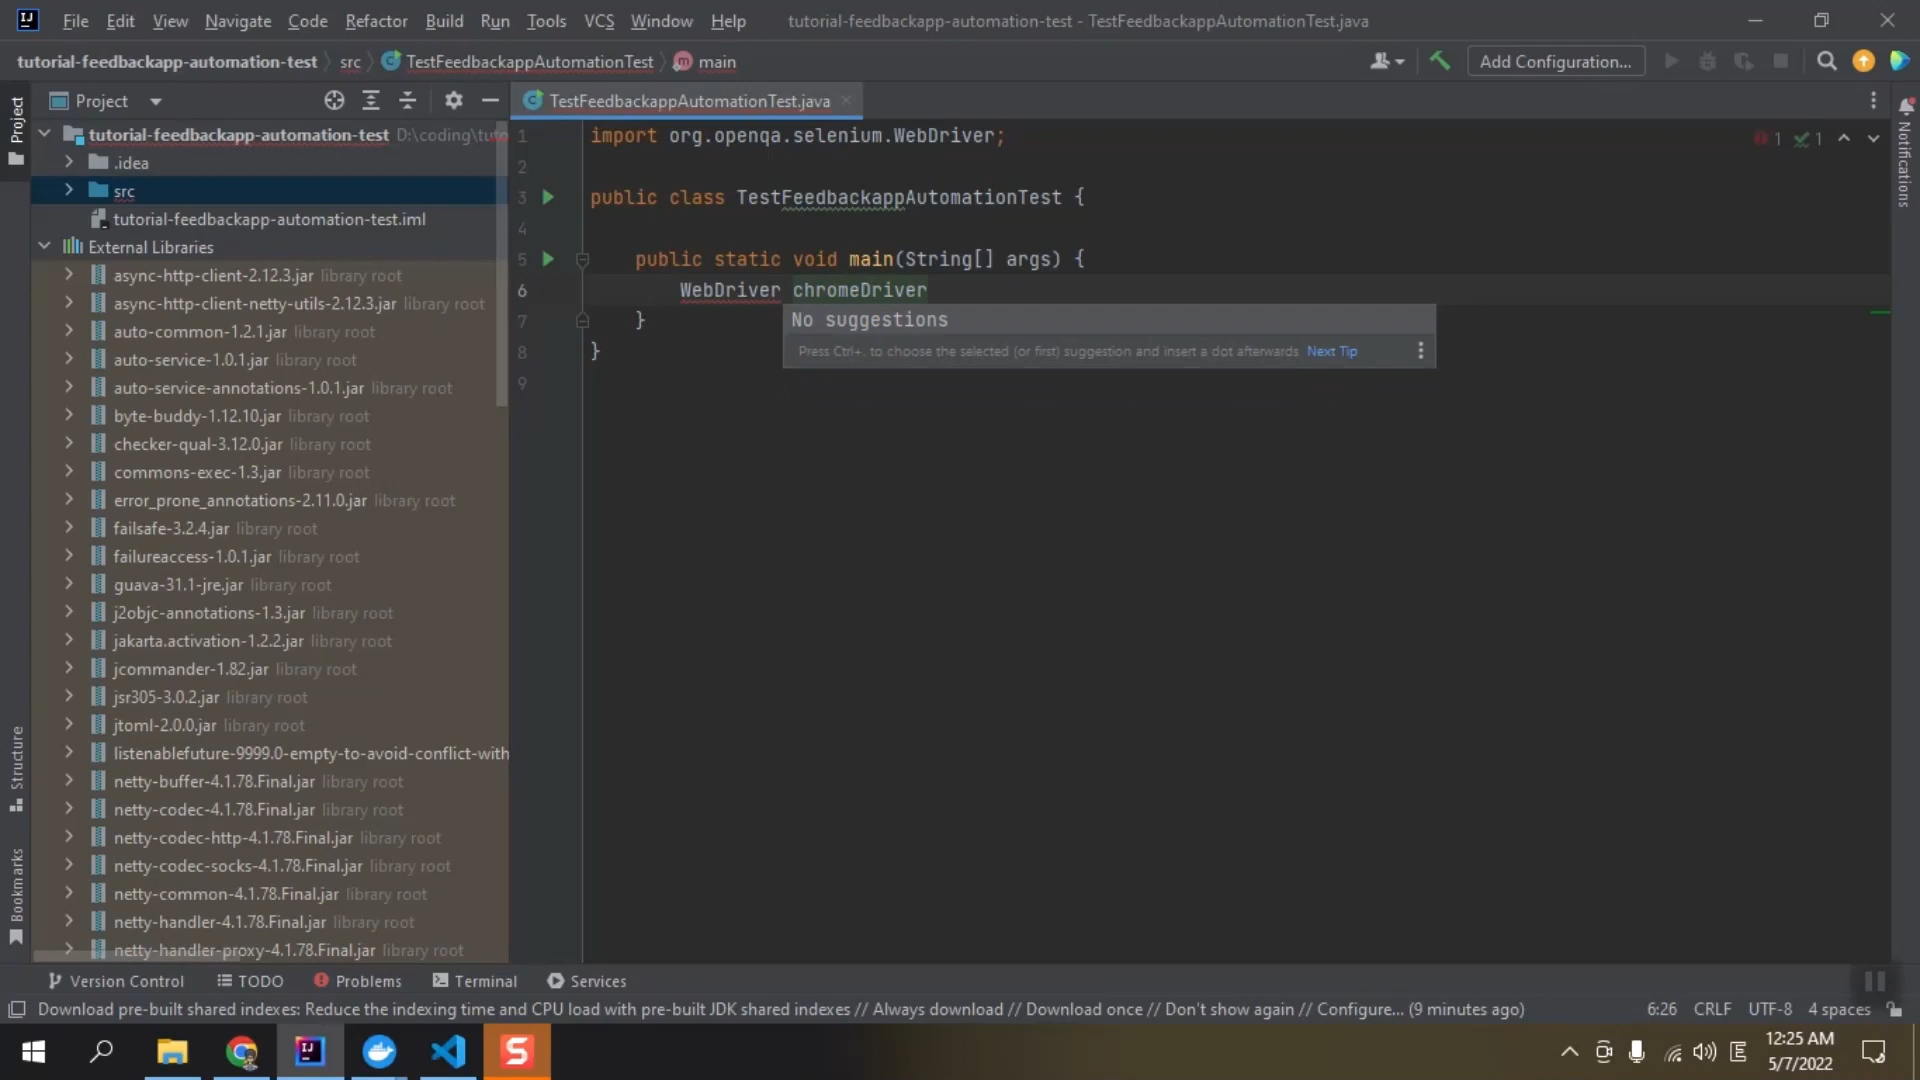 File Edit View Navigate Code Refactor Build Run Tools VCS Window Help tutorial-feedbackapp-automation-test - TestFeedbackappAutomationTest.java
tutorial-feedbackapp-automation-test src TestFeedbackappAutomationTest main Add Configuration...
Project
TestFeedbackappAutomationTest.java
Project
Structure
Bookmarks
tutorial-feedbackapp-automation-test D:\coding\tuto
.idea
src
tutorial-feedbackapp-automation-test.iml
External Libraries
async-http-client-2.12.3.jar library root
async-http-client-netty-utils-2.12.3.jar library root
auto-common-1.2.1.jar library root
auto-service-1.0.1.jar library root
auto-service-annotations-1.0.1.jar library root
byte-buddy-1.12.10.jar library root
checker-qual-3.12.0.jar library root
commons-exec-1.3.jar library root
error_prone_annotations-2.11.0.jar library root
failsafe-3.2.4.jar library root
failureaccess-1.0.1.jar library root
guava-31.1-jre.jar library root
j2objc-annotations-1.3.jar library root
jakarta.activation-1.2.2.jar library root
jcommander-1.82.jar library root
jsr305-3.0.2.jar library root
jtoml-2.0.0.jar library root
listenablefuture-9999.0-empty-to-avoid-conflict-with
netty-buffer-4.1.78.Final.jar library root
netty-codec-4.1.78.Final.jar library root
netty-codec-http-4.1.78.Final.jar library root
netty-codec-socks-4.1.78.Final.jar library root
netty-common-4.1.78.Final.jar library root
netty-handler-4.1.78.Final.jar library root
netty-handler-proxy-4.1.78.Final.jar library root
1 import org.openqa.selenium.WebDriver; 1 1
2
3 public class TestFeedbackappAutomationTest {
4
5 public static void main(String[] args) {
6 WebDriver chromeDriver
7 }
8 }
9
No suggestions
Press Ctrl+. to choose the selected (or first) suggestion and insert a dot afterwards Next Tip
Notifications
Version Control TODO Problems Terminal Services
Download pre-built shared indexes: Reduce the indexing time and CPU load with pre-built JDK shared indexes // Always download // Download once // Don't show again // Configure... (9 minutes ago) 6:26 CRLF UTF-8 4 spaces
12:25 AM
5/7/2022